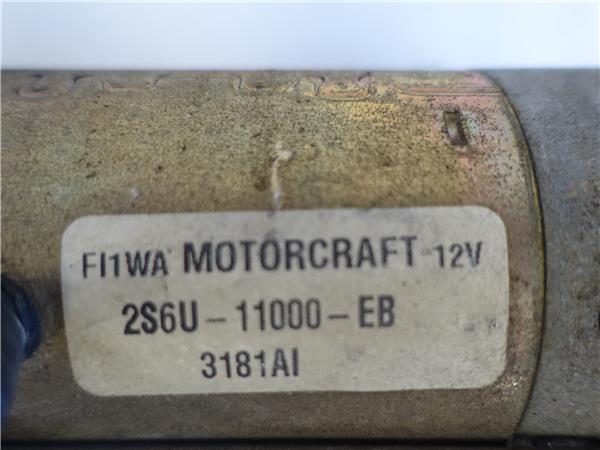 FI1WA MOTORCRAFT 12V
2S6U-11000-EB
3181AI